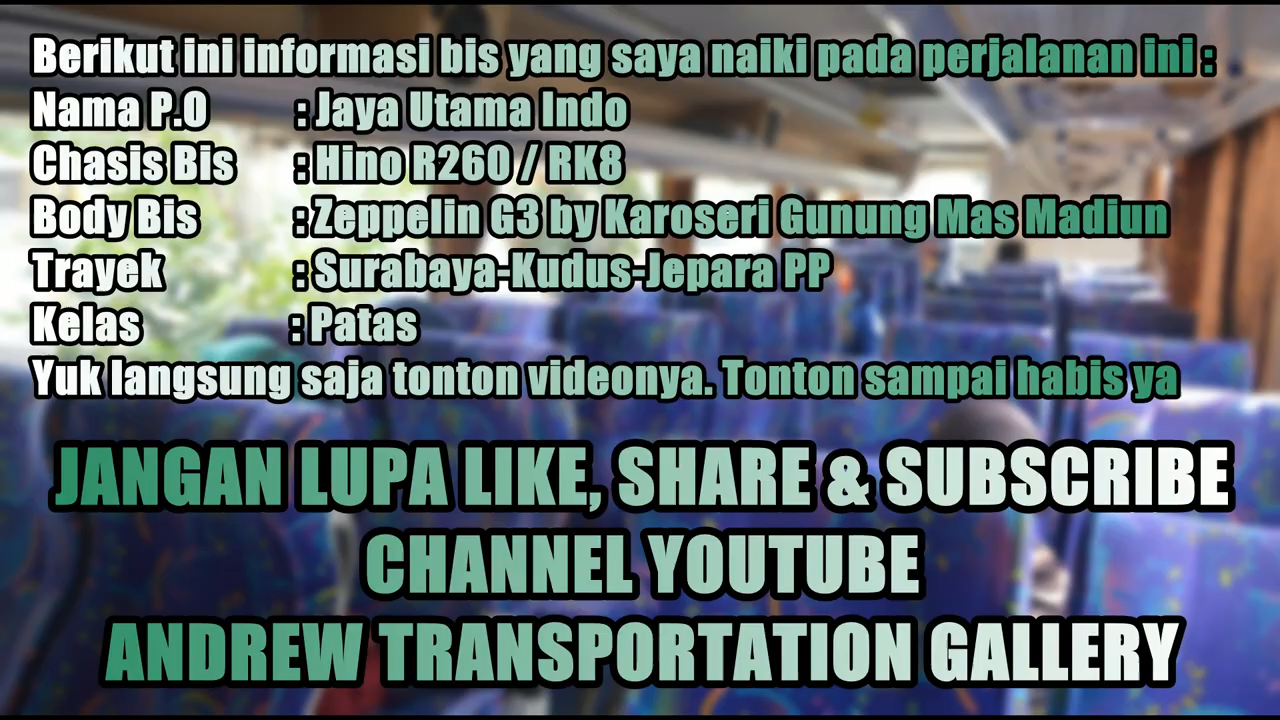 Berikut ini informasi bis yang saya naiki pada perjalanan ini :
Nama P.O : Jaya Utama Indo
Chasis Bis : Hino R260 / RK8
Body Bis : Zeppelin G3 by Karoseri Gunung Mas Madiun
Trayek : Surabaya-Kudus-Jepara PP
Kelas : Patas
Yuk langsung saja tonton videonya. Tonton sampai habis ya
JANGAN LUPA LIKE, SHARE & SUBSCRIBE
CHANNEL YOUTUBE
ANDREW TRANSPORTATION GALLERY